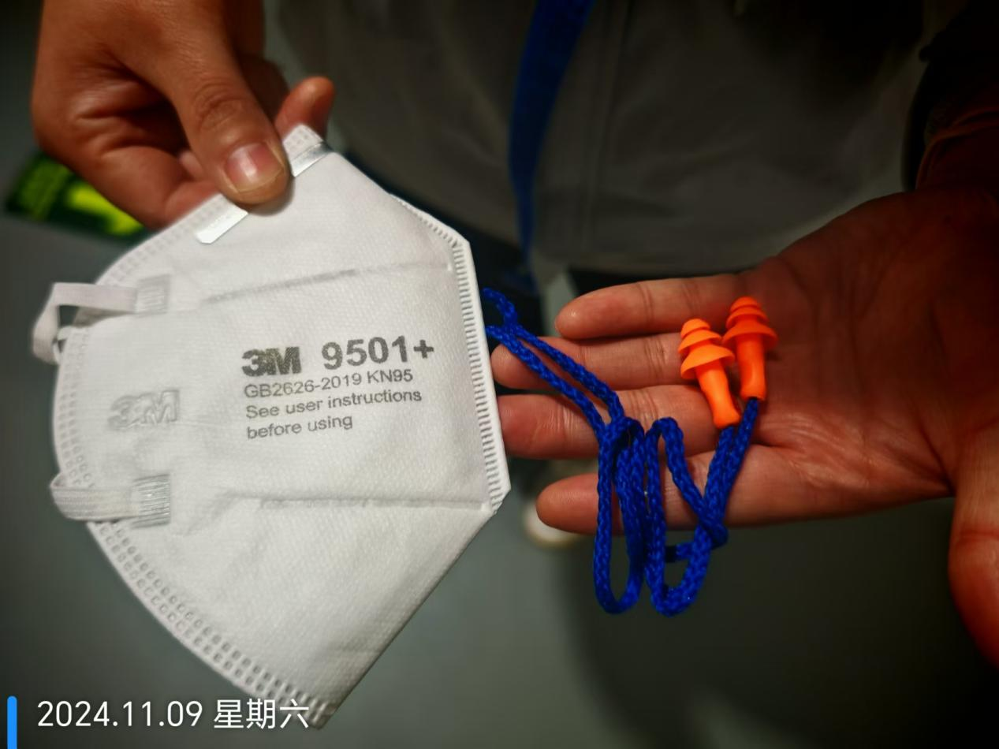 3M 9501+
GB2626-2019 KN95
See user instructions
before using
3M
2024.11.09 星期六